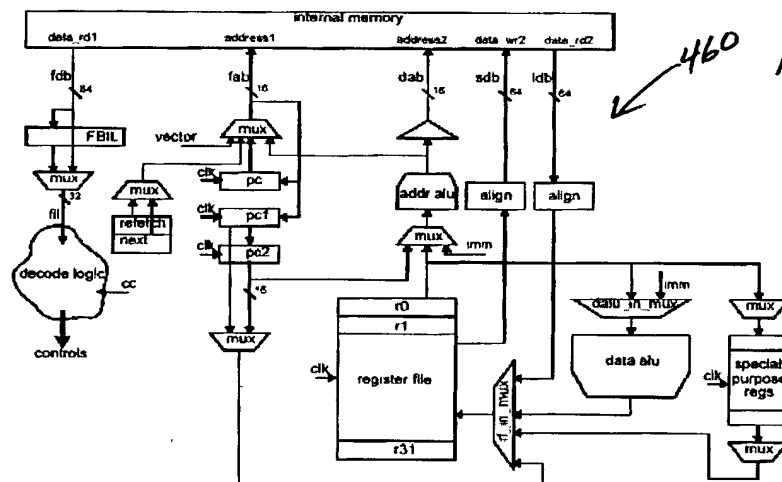 internal memory
data_rd1 address1 address2 data_wr2 data_rd2
fdb fab dab sdb ldb
64 16 16 64 64
460
FBIL
vector
mux
mux
clk pc
mux
addr alu align align
32
fil
refetch
next
clk pc1
clk pc2
mux imm
decode logic
cc
16
controls
mux
r0
r1
register file
clk
r31
rf_in_mux
imm
dalu_in_mux
data alu
mux
special
purpose
regs
clk
mux